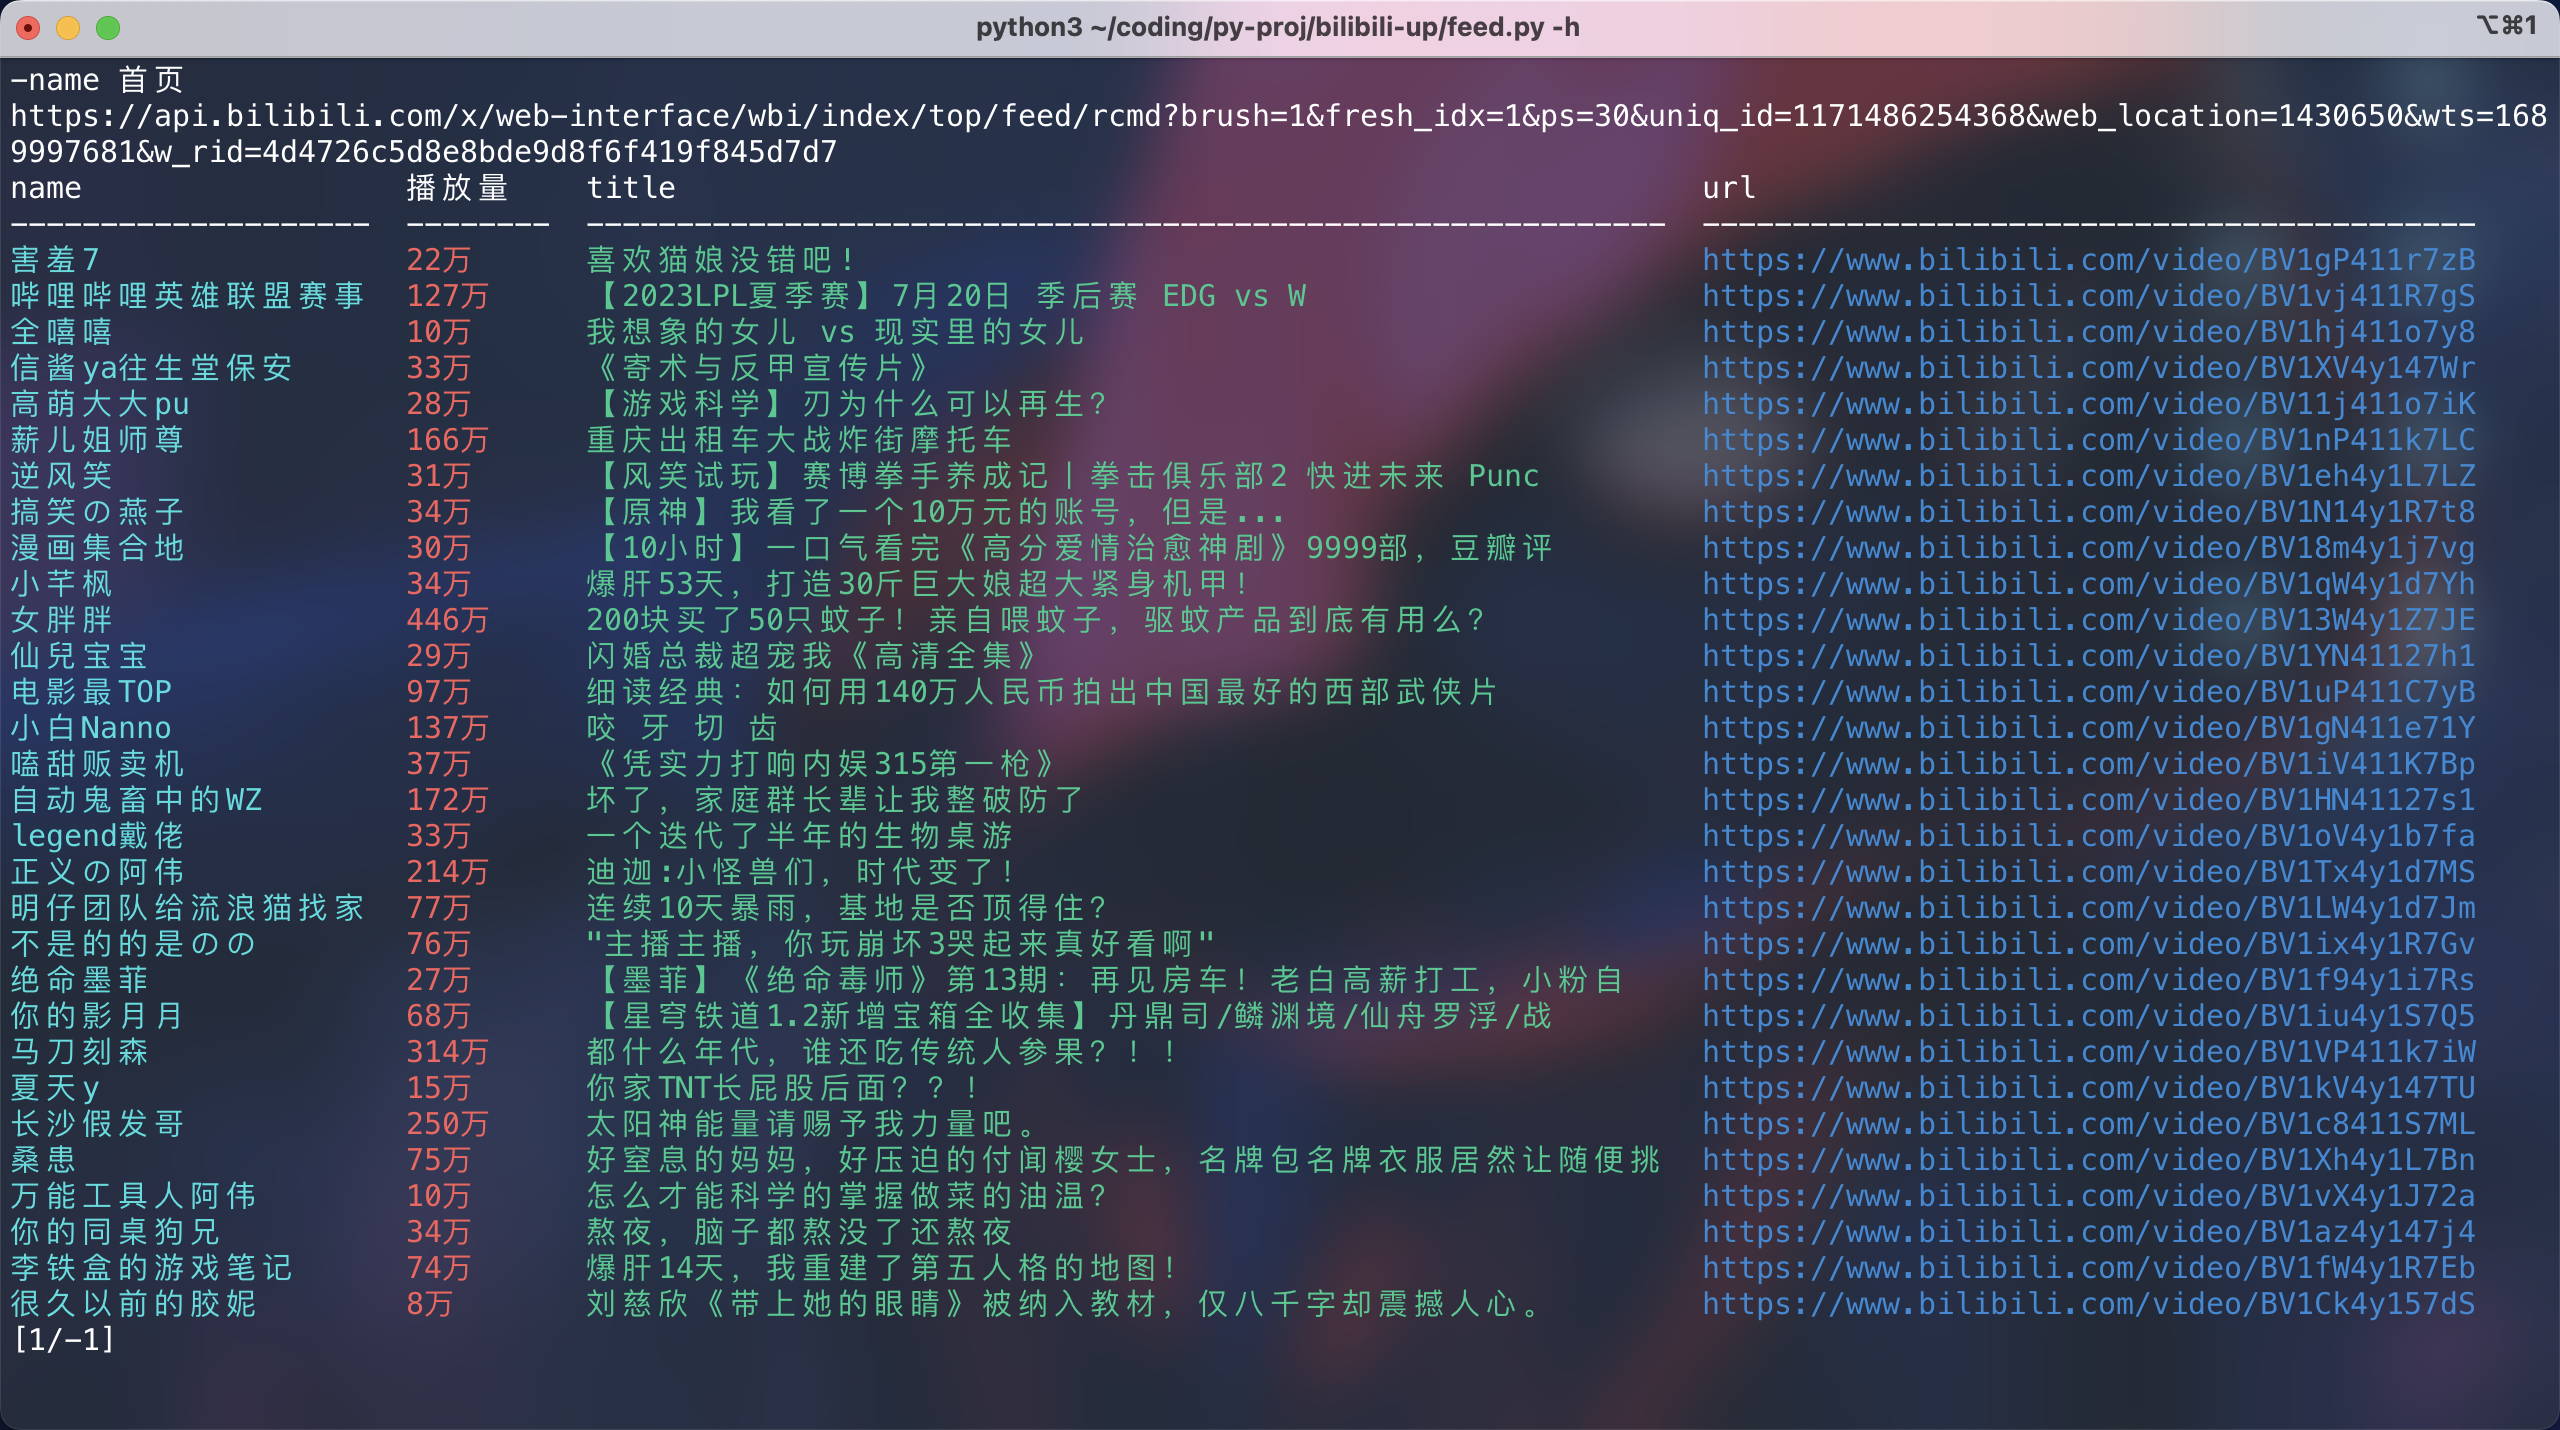 python3 ~/coding/py-proj/bilibili-up/feed.py -h ⌥⌘1
-name 首页
https://api.bilibili.com/x/web-interface/wbi/index/top/feed/rcmd?brush=1&fresh_idx=1&ps=30&uniq_id=1171486254368&web_location=1430650&wts=168
9997681&w_rid=4d4726c5d8e8bde9d8f6f419f845d7d7
name 播放量 title url
害羞7 22万 喜欢猫娘没错吧！ https://www.bilibili.com/video/BV1gP411r7zB
哔哩哔哩英雄联盟赛事 127万 【2023LPL夏季赛】7月20日 季后赛 EDG vs W https://www.bilibili.com/video/BV1vj411R7gS
全嘻嘻 10万 我想象的女儿 vs 现实里的女儿 https://www.bilibili.com/video/BV1hj411o7y8
信酱ya往生堂保安 33万 《寄术与反甲宣传片》 https://www.bilibili.com/video/BV1XV4y147Wr
高萌大大pu 28万 【游戏科学】刃为什么可以再生？ https://www.bilibili.com/video/BV11j411o7iK
薪儿姐师尊 166万 重庆出租车大战炸街摩托车 https://www.bilibili.com/video/BV1nP411k7LC
逆风笑 31万 【风笑试玩】赛博拳手养成记丨拳击俱乐部2 快进未来 Punc https://www.bilibili.com/video/BV1eh4y1L7LZ
搞笑の燕子 34万 【原神】我看了一个10万元的账号，但是... https://www.bilibili.com/video/BV1N14y1R7t8
漫画集合地 30万 【10小时】一口气看完《高分爱情治愈神剧》9999部，豆瓣评 https://www.bilibili.com/video/BV18m4y1j7vg
小芊枫 34万 爆肝53天，打造30斤巨大娘超大紧身机甲！ https://www.bilibili.com/video/BV1qW4y1d7Yh
女胖胖 446万 200块买了50只蚊子！亲自喂蚊子，驱蚊产品到底有用么？ https://www.bilibili.com/video/BV13W4y1Z7JE
仙兒宝宝 29万 闪婚总裁超宠我《高清全集》 https://www.bilibili.com/video/BV1YN41127h1
电影最TOP 97万 细读经典：如何用140万人民币拍出中国最好的西部武侠片 https://www.bilibili.com/video/BV1uP411C7yB
小白Nanno 137万 咬 牙 切 齿 https://www.bilibili.com/video/BV1gN411e71Y
嗑甜贩卖机 37万 《凭实力打响内娱315第一枪》 https://www.bilibili.com/video/BV1iV411K7Bp
自动鬼畜中的WZ 172万 坏了，家庭群长辈让我整破防了 https://www.bilibili.com/video/BV1HN41127s1
legend戴佬 33万 一个迭代了半年的生物桌游 https://www.bilibili.com/video/BV1oV4y1b7fa
正义の阿伟 214万 迪迦:小怪兽们，时代变了！ https://www.bilibili.com/video/BV1Tx4y1d7MS
明仔团队给流浪猫找家 77万 连续10天暴雨，基地是否顶得住？ https://www.bilibili.com/video/BV1LW4y1d7Jm
不是的的是のの 76万 "主播主播，你玩崩坏3哭起来真好看啊" https://www.bilibili.com/video/BV1ix4y1R7Gv
绝命墨菲 27万 【墨菲】《绝命毒师》第13期：再见房车！老白高薪打工，小粉自 https://www.bilibili.com/video/BV1f94y1i7Rs
你的影月月 68万 【星穹铁道1.2新增宝箱全收集】丹鼎司/鳞渊境/仙舟罗浮/战 https://www.bilibili.com/video/BV1iu4y1S7Q5
马刀刻森 314万 都什么年代，谁还吃传统人参果？！！ https://www.bilibili.com/video/BV1VP411k7iW
夏天y 15万 你家TNT长屁股后面？？！ https://www.bilibili.com/video/BV1kV4y147TU
长沙假发哥 250万 太阳神能量请赐予我力量吧。 https://www.bilibili.com/video/BV1c8411S7ML
桑患 75万 好窒息的妈妈，好压迫的付闻樱女士，名牌包名牌衣服居然让随便挑 https://www.bilibili.com/video/BV1Xh4y1L7Bn
万能工具人阿伟 10万 怎么才能科学的掌握做菜的油温？ https://www.bilibili.com/video/BV1vX4y1J72a
你的同桌狗兄 34万 熬夜，脑子都熬没了还熬夜 https://www.bilibili.com/video/BV1az4y147j4
李铁盒的游戏笔记 74万 爆肝14天，我重建了第五人格的地图！ https://www.bilibili.com/video/BV1fW4y1R7Eb
很久以前的胶妮 8万 刘慈欣《带上她的眼睛》被纳入教材，仅八千字却震撼人心。 https://www.bilibili.com/video/BV1Ck4y157dS
[1/-1]